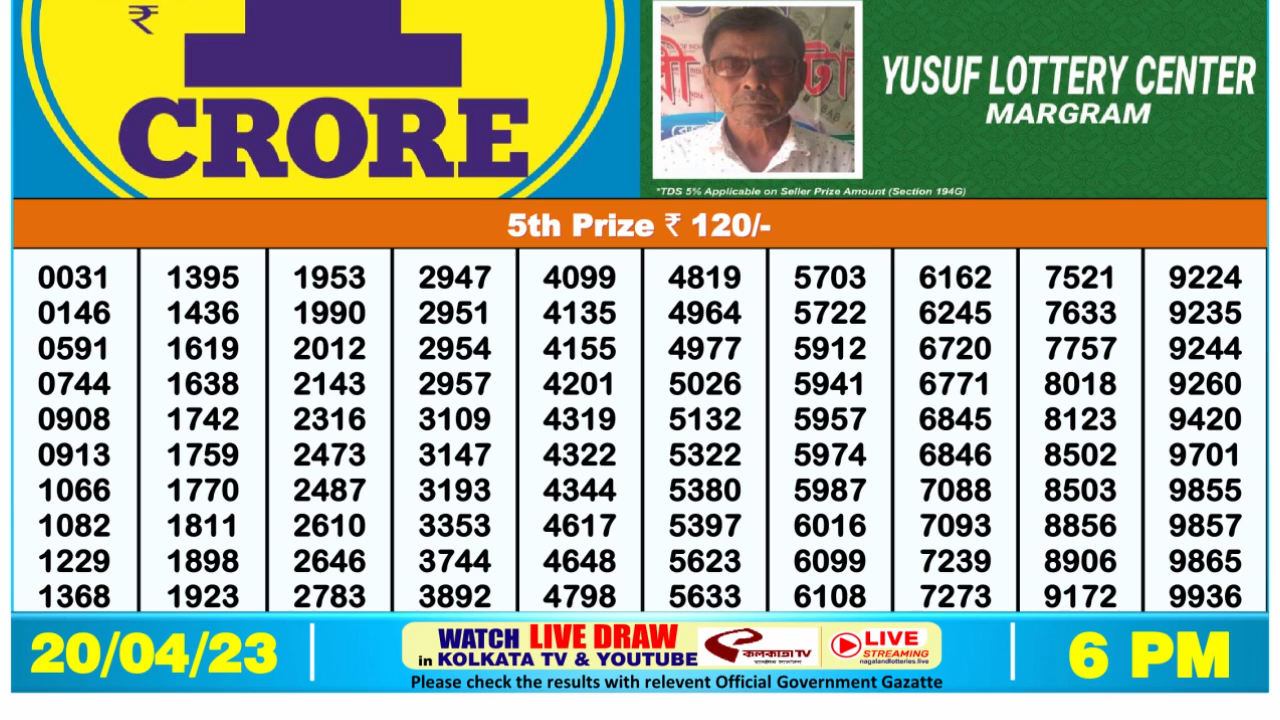 ₹
1
CRORE
YUSUF LOTTERY CENTER
MARGRAM
*TDS 5% Applicable on Seller Prize Amount (Section 194G)
5th Prize ₹ 120/-
0031 1395 1953 2947 4099 4819 5703 6162 7521 9224
0146 1436 1990 2951 4135 4964 5722 6245 7633 9235
0591 1619 2012 2954 4155 4977 5912 6720 7757 9244
0744 1638 2143 2957 4201 5026 5941 6771 8018 9260
0908 1742 2316 3109 4319 5132 5957 6845 8123 9420
0913 1759 2473 3147 4322 5322 5974 6846 8502 9701
1066 1770 2487 3193 4344 5380 5987 7088 8503 9855
1082 1811 2610 3353 4617 5397 6016 7093 8856 9857
1229 1898 2646 3744 4648 5623 6099 7239 8906 9865
1368 1923 2783 3892 4798 5633 6108 7273 9172 9936
20/04/23
WATCH LIVE DRAW
in KOLKATA TV & YOUTUBE
কলকাতা TV
LIVE
STREAMING
nagalandlotteries.live
6 PM
Please check the results with relevent Official Government Gazatte